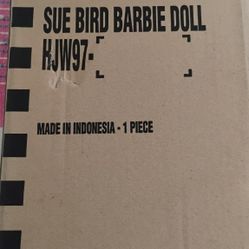 SUE BIRD BARBIE DOLL
HJW97-
MADE IN INDONESIA - 1 PIECE